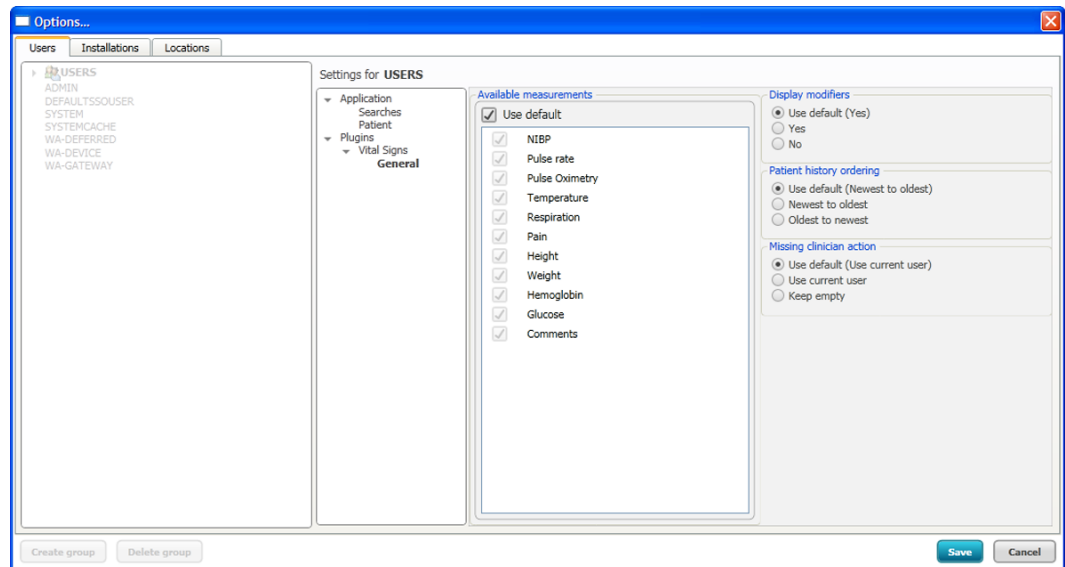 Options...
Users
Installations
Locations
USERS
ADMIN
DEFAULTSSOUSER
SYSTEM
SYSTEMCACHE
WA-DEFERRED
WA-DEVICE
WA-GATEWAY
Settings for USERS
Application
Searches
Patient
Plugins
Vital Signs
General
Available measurements
Use default
NIBP
Pulse rate
Pulse Oximetry
Temperature
Respiration
Pain
Height
Weight
Hemoglobin
Glucose
Comments
Display modifiers
Use default (Yes)
Yes
No
Patient history ordering
Use default (Newest to oldest)
Newest to oldest
Oldest to newest
Missing clinician action
Use default (Use current user)
Use current user
Keep empty
Create group
Delete group
Save
Cancel